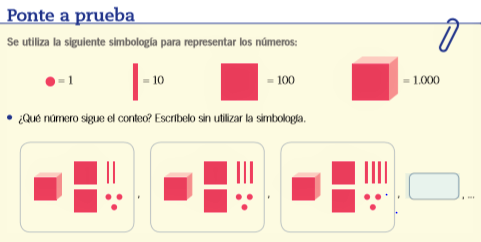 Ponte a prueba
Se utiliza la siguiente simbología para representar los números:
= 1
= 10
= 100
= 1.000
• ¿Qué número sigue el conteo? Escríbelo sin utilizar la simbología.
, , , , ...